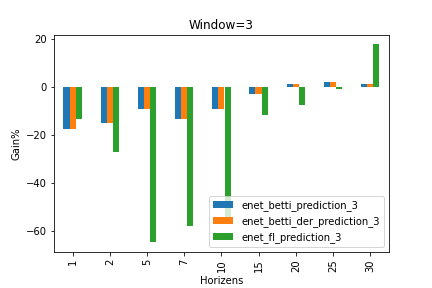 Window=3
20
0
−20
−40
−60
Gain%
1 2 5 7 10 15 20 25 30
Horizens
enet_betti_prediction_3
enet_betti_der_prediction_3
enet_fl_prediction_3